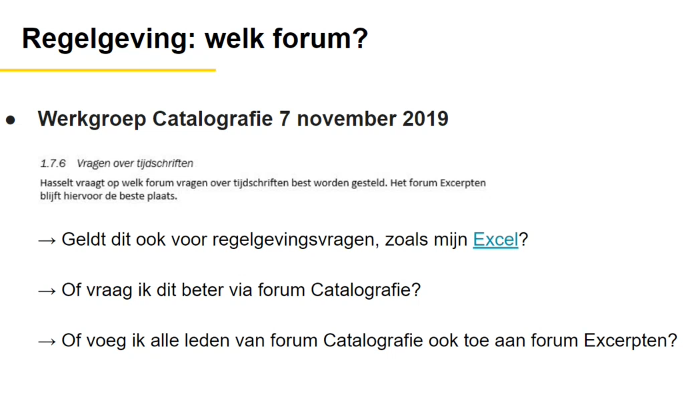 Regelgeving: welk forum?
● Werkgroep Catalografie 7 november 2019
1.7.6 Vragen over tijdschriften
Hasselt vraagt op welk forum vragen over tijdschriften best worden gesteld. Het forum Excerpten
blijft hiervoor de beste plaats.
→ Geldt dit ook voor regelgevingsvragen, zoals mijn Excel?
→ Of vraag ik dit beter via forum Catalografie?
→ Of voeg ik alle leden van forum Catalografie ook toe aan forum Excerpten?